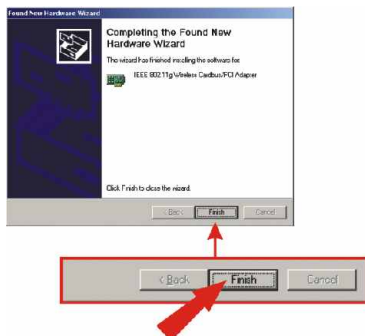 Found New Hardware Wizard
Completing the Found New
Hardware Wizard
The wizard has finished installing the software for:
IEEE 802.11g Wireless Cardbus/PCI Adapter
Click Finish to close the wizard.
< Back Finish Cancel
< Back Finish Cancel